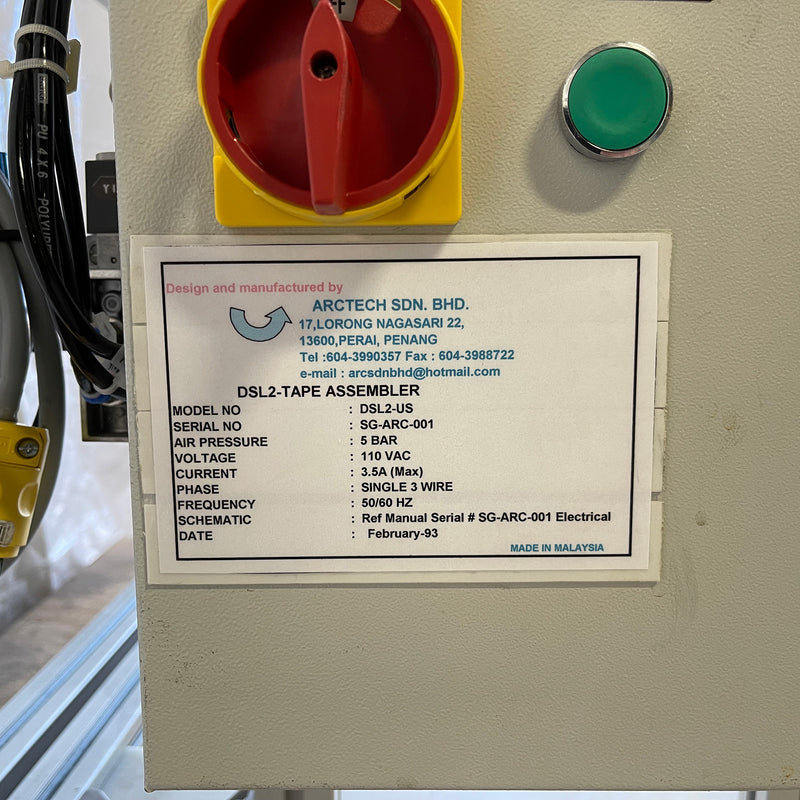 PU 4 X 6
Design and manufactured by
ARCTECH SDN. BHD.
17,LORONG NAGASARI 22,
13600,PERAI, PENANG
Tel :604-3990357 Fax : 604-3988722
e-mail : arcsdnbhd@hotmail.com
DSL2-TAPE ASSEMBLER
MODEL NO : DSL2-US
SERIAL NO : SG-ARC-001
AIR PRESSURE : 5 BAR
VOLTAGE : 110 VAC
CURRENT : 3.5A (Max)
PHASE : SINGLE 3 WIRE
FREQUENCY : 50/60 HZ
SCHEMATIC : Ref Manual Serial # SG-ARC-001 Electrical
DATE : February-93
MADE IN MALAYSIA